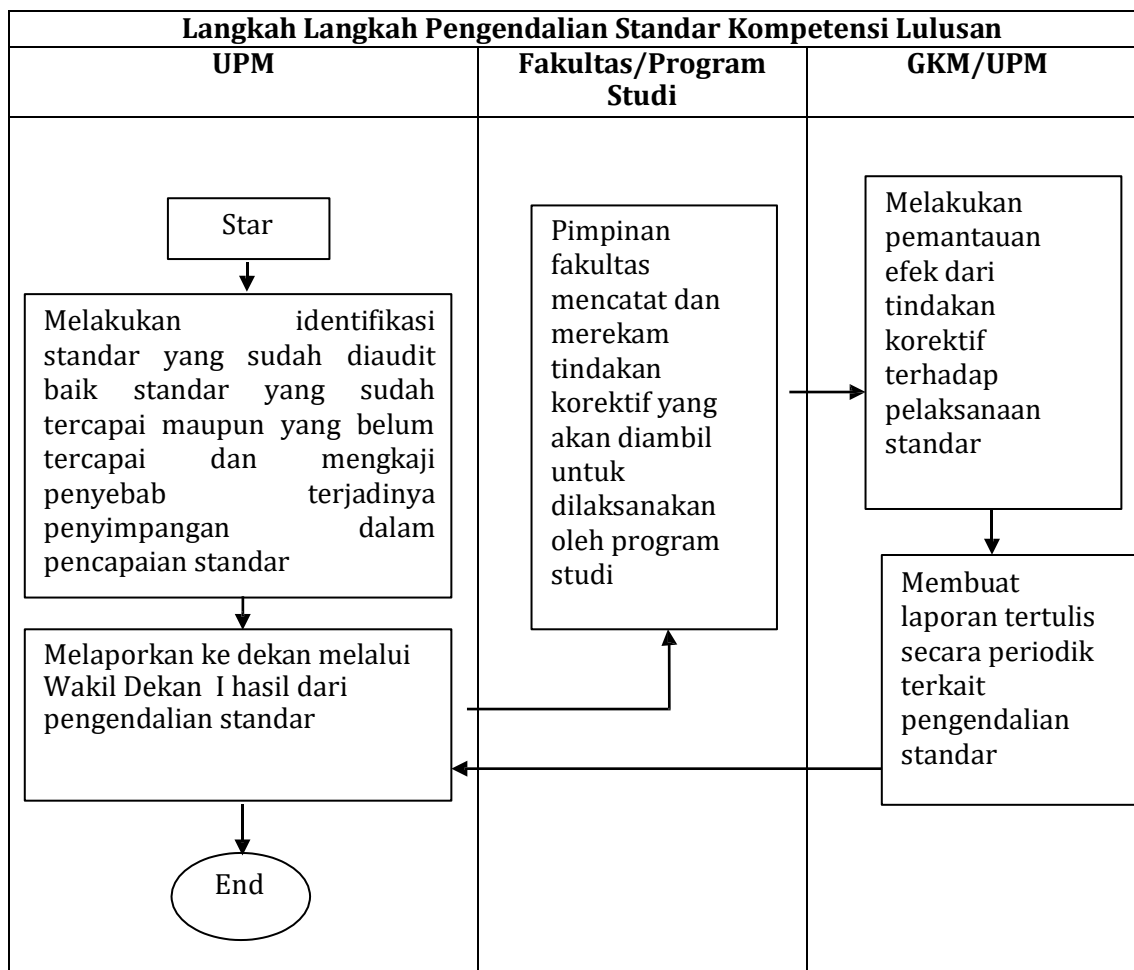 Langkah Langkah Pengendalian Standar Kompetensi Lulusan
UPM
Fakultas/Program
Studi
GKM/UPM
Star
Melakukan identifikasi
standar yang sudah diaudit
baik standar yang sudah
tercapai maupun yang belum
tercapai dan mengkaji
penyebab terjadinya
penyimpangan dalam
pencapaian standar
Melaporkan ke dekan melalui
Wakil Dekan I hasil dari
pengendalian standar
End
Pimpinan
fakultas
mencatat dan
merekam
tindakan
korektif yang
akan diambil
untuk
dilaksanakan
oleh program
studi
Melakukan
pemantauan
efek dari
tindakan
korektif
terhadap
pelaksanaan
standar
Membuat
laporan tertulis
secara periodik
terkait
pengendalian
standar